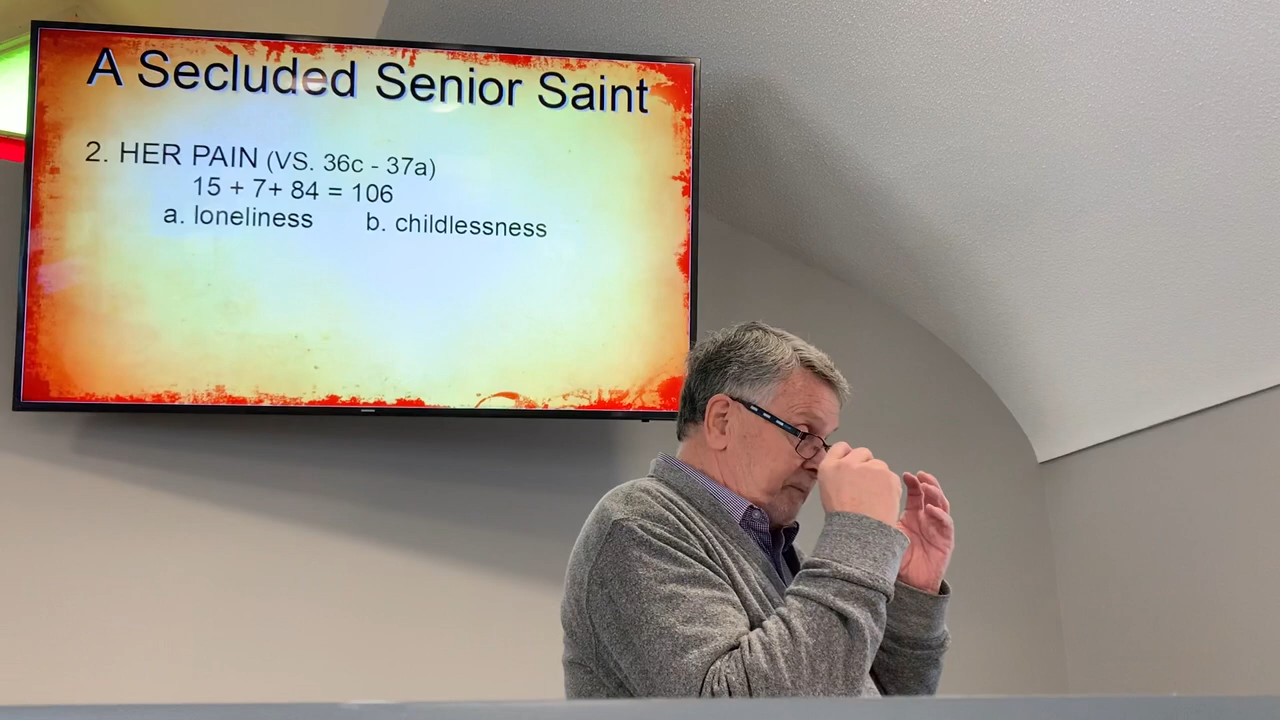 A Secluded Senior Saint
2. HER PAIN (VS. 36c - 37a)
15 + 7+ 84 = 106
a. loneliness b. childlessness